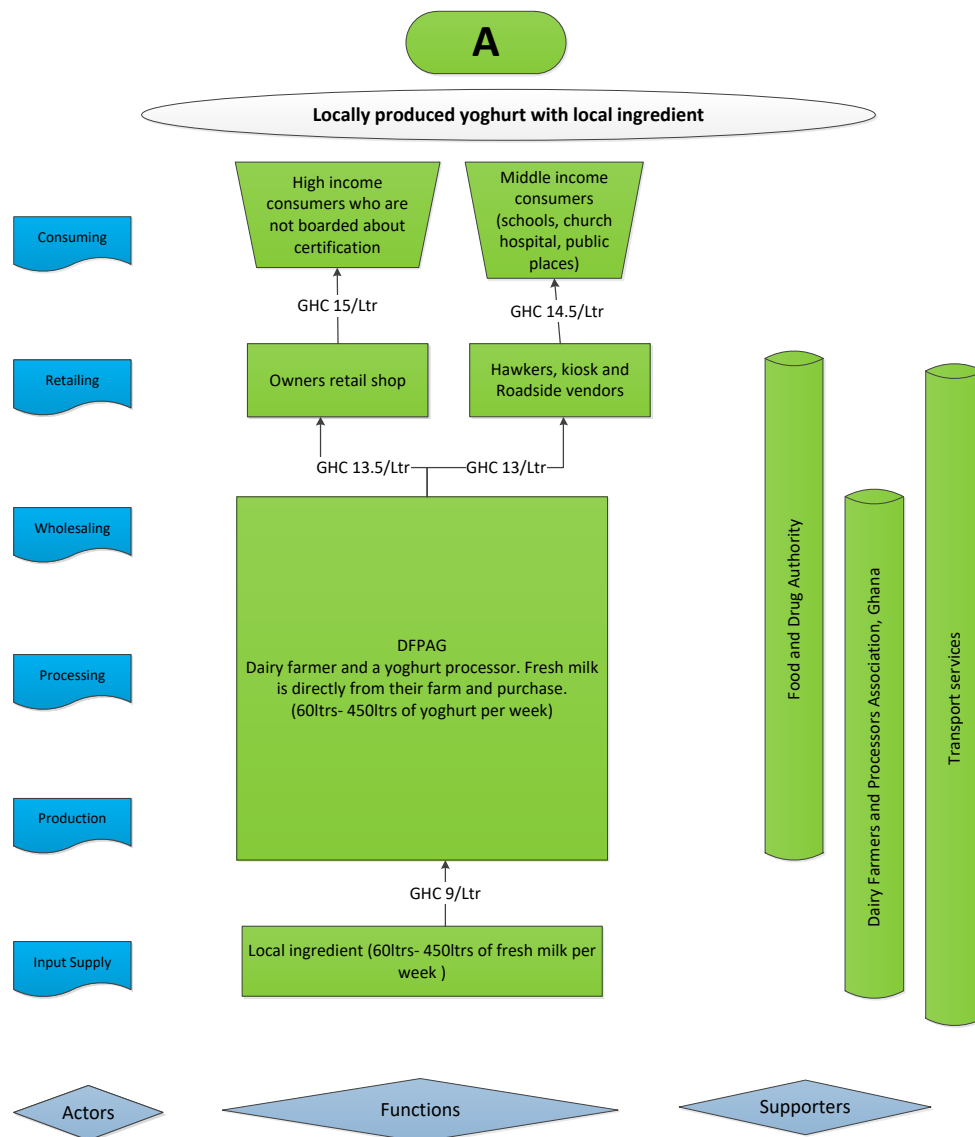 A
Locally produced yoghurt with local ingredient
High income
consumers who are
not boarded about
certification
Middle income
consumers
(schools, church
hospital, public
places)
Consuming
GHC 15/Ltr
GHC 14.5/Ltr
Retailing
Owners retail shop
Hawkers, kiosk and
Roadside vendors
GHC 13.5/Ltr
GHC 13/Ltr
Wholesaling
Processing
Production
DFPAG
Dairy farmer and a yoghurt processor. Fresh milk
is directly from their farm and purchase.
(60ltrs- 450ltrs of yoghurt per week)
GHC 9/Ltr
Input Supply
Local ingredient (60ltrs- 450ltrs of fresh milk per
week )
Food and Drug Authority
Dairy Farmers and Processors Association, Ghana
Transport services
Actors
Functions
Supporters